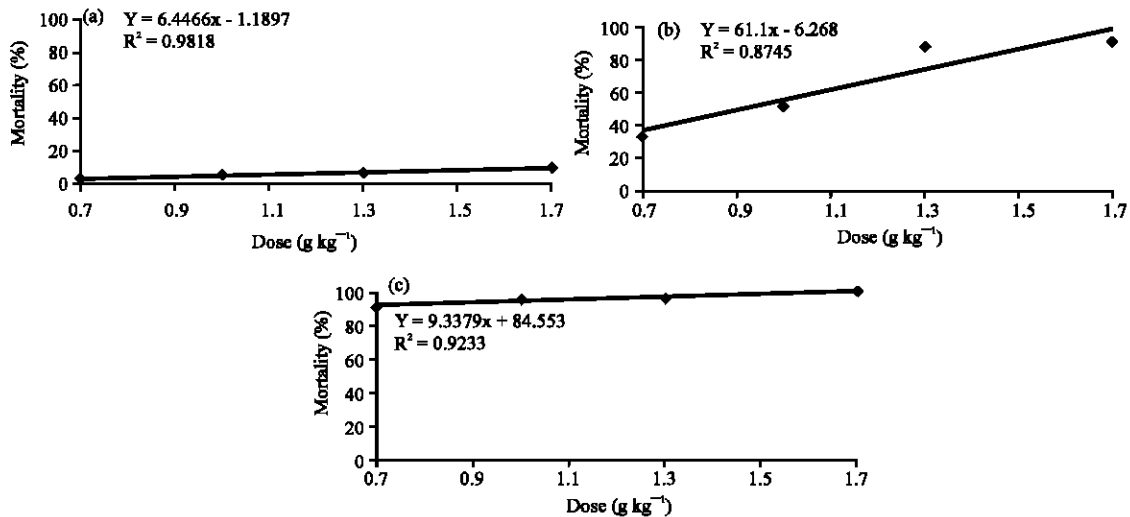 (a)
Y = 6.4466x - 1.1897
R² = 0.9818
Mortality (%)
100
80
60
40
20
0
0.7 0.9 1.1 1.3 1.5 1.7
Dose (g kg⁻¹)
(b)
Y = 61.1x - 6.268
R² = 0.8745
Mortality (%)
100
80
60
40
20
0
0.7 0.9 1.1 1.3 1.5 1.7
Dose (g kg⁻¹)
(c)
Y = 9.3379x + 84.553
R² = 0.9233
Mortality (%)
100
80
60
40
20
0
0.7 0.9 1.1 1.3 1.5 1.7
Dose (g kg⁻¹)